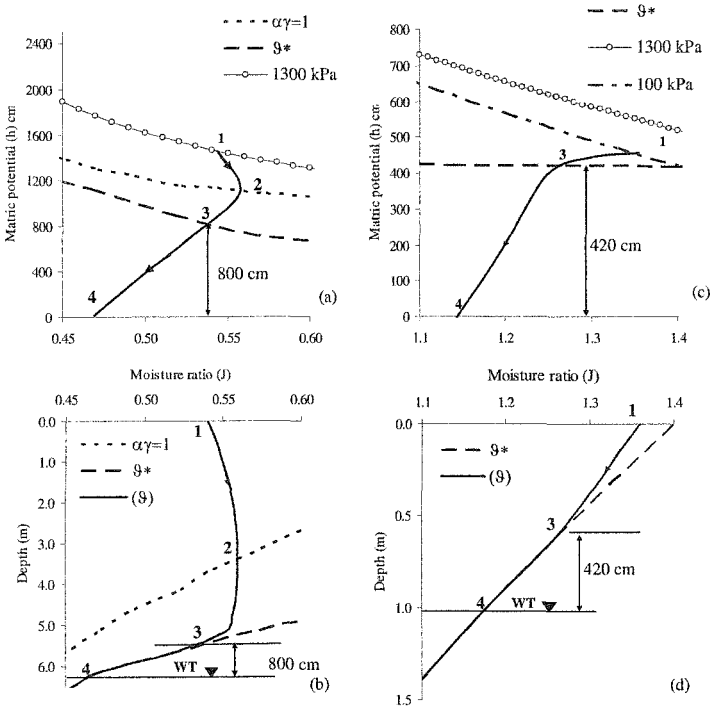 αγ=1
ϑ*
1300 kPa
Matric potential (h) cm
2400
2000
1600
1200
800
400
0
0.45
0.50
0.55
0.60
1
2
3
4
800 cm
(a)
ϑ*
1300 kPa
100 kPa
Matric potential (h) cm
800
700
600
500
400
300
200
100
0
1.1
1.2
1.3
1.4
1
3
4
420 cm
(c)
Moisture ratio (J)
0.45
0.50
0.55
0.60
Depth (m)
0.0
1.0
2.0
3.0
4.0
5.0
6.0
αγ=1
ϑ*
(ϑ)
1
2
3
4
WT
800 cm
(b)
Moisture ratio (J)
1.1
1.2
1.3
1.4
Depth (m)
0.0
0.5
1.0
1.5
ϑ*
(ϑ)
1
3
4
WT
420 cm
(d)